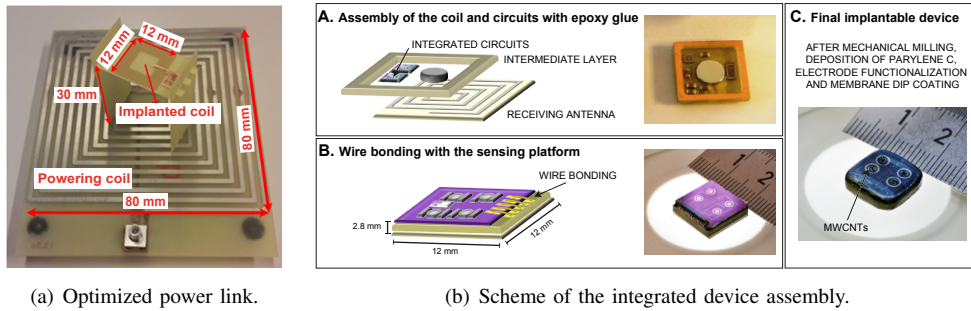 12 mm
12 mm
30 mm
Implanted coil
80 mm
Powering coil
80 mm
(a) Optimized power link.
A. Assembly of the coil and circuits with epoxy glue
INTEGRATED CIRCUITS
INTERMEDIATE LAYER
RECEIVING ANTENNA
B. Wire bonding with the sensing platform
WIRE BONDING
2.8 mm
12 mm
12 mm
1
2
C. Final implantable device
AFTER MECHANICAL MILLING,
DEPOSITION OF PARYLENE C,
ELECTRODE FUNCTIONALIZATION
AND MEMBRANE DIP COATING
1
2
MWCNTs
(b) Scheme of the integrated device assembly.